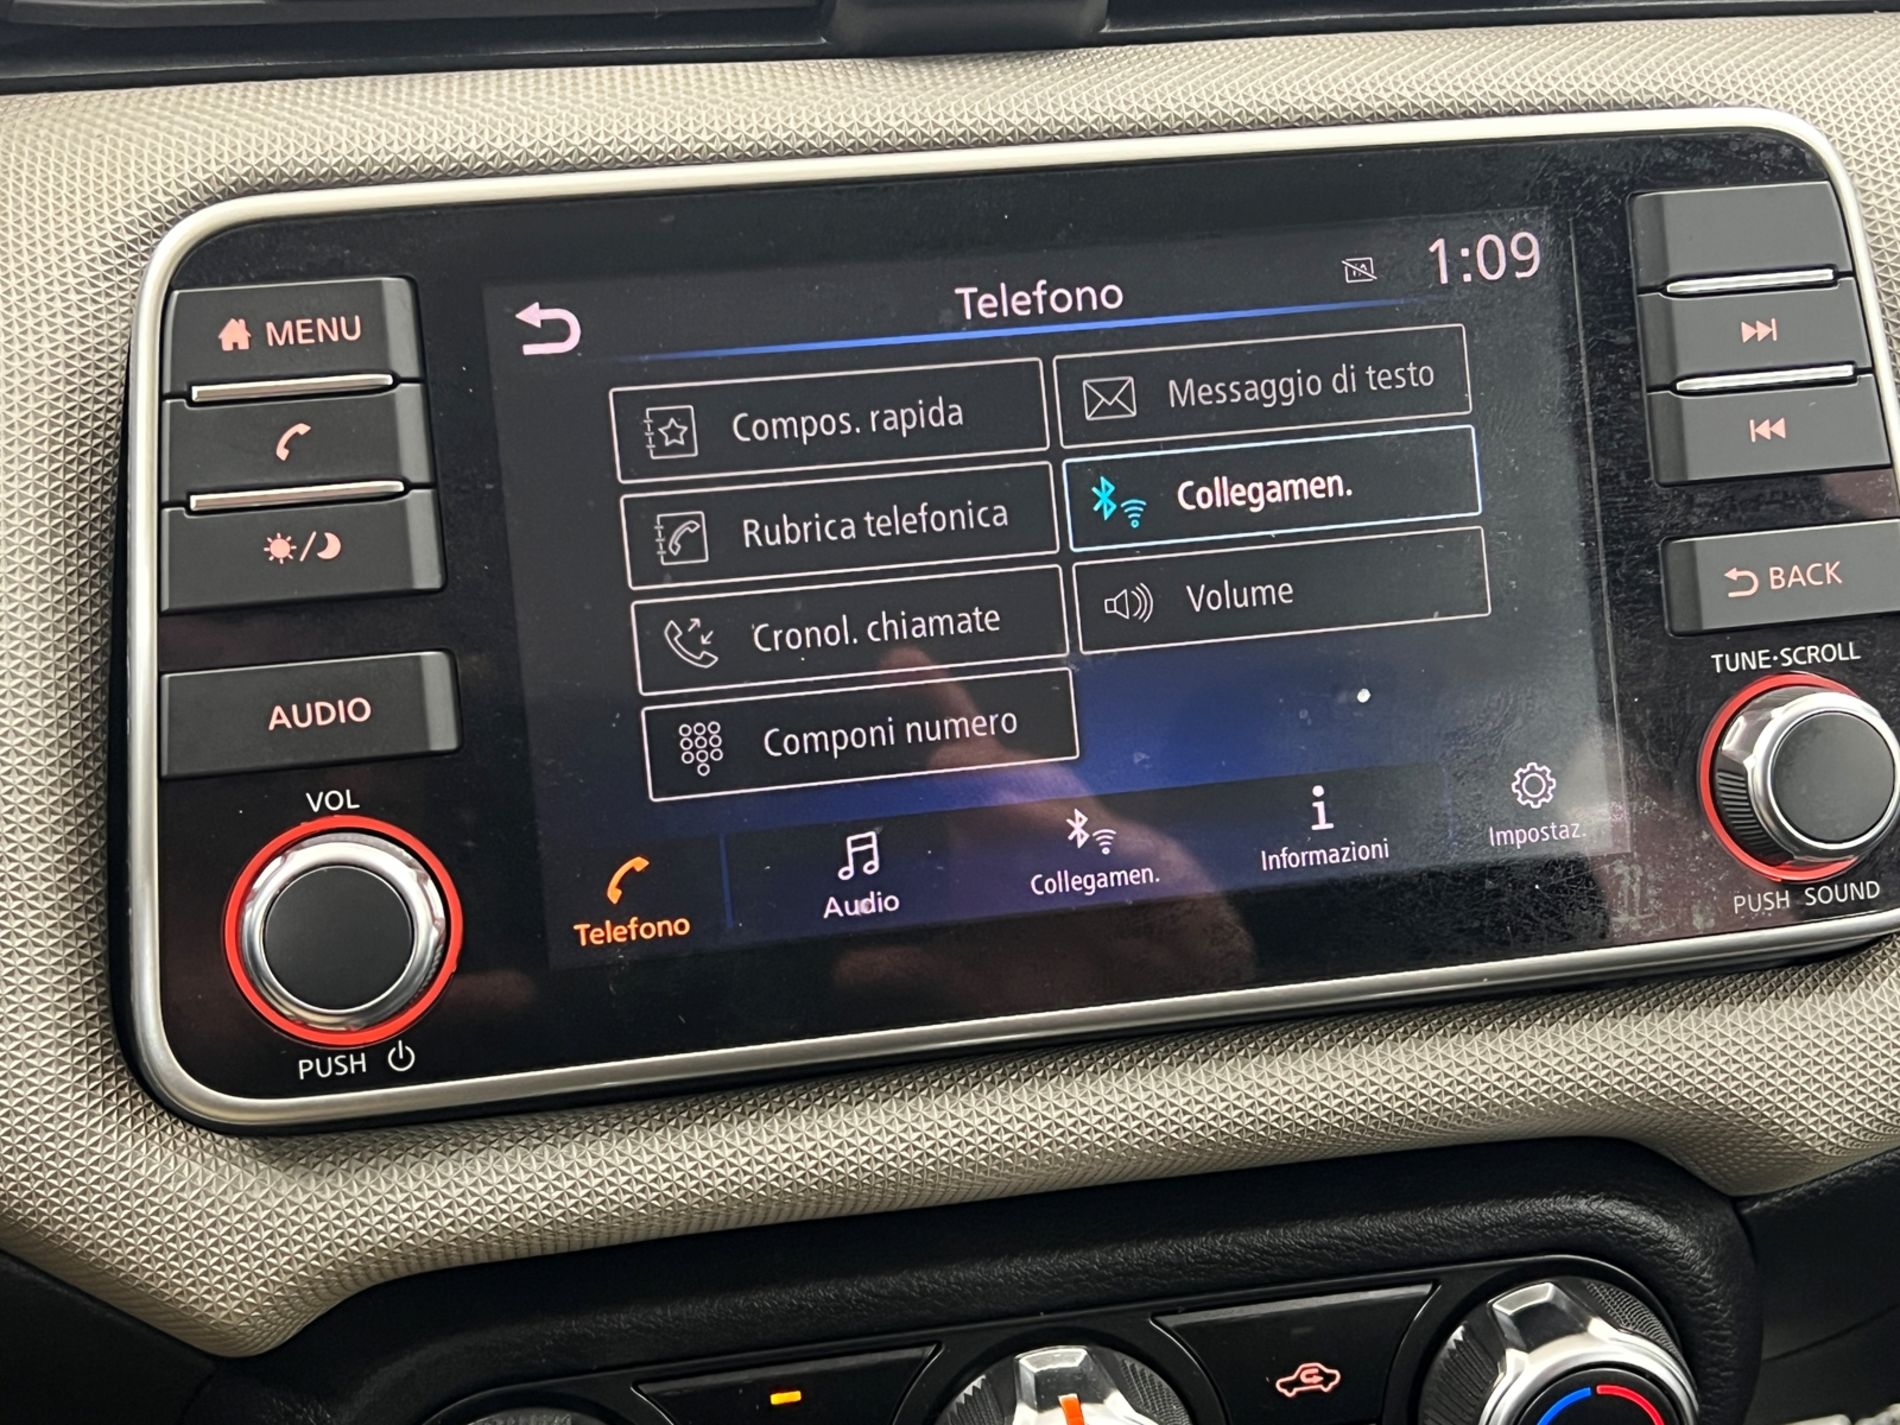 MENU
AUDIO
VOL
PUSH
Telefono
1:09
Compos. rapida
Messaggio di testo
Rubrica telefonica
Collegamen.
Cronol. chiamate
Volume
Componi numero
Telefono
Audio
Collegamen.
Informazioni
Impostaz.
BACK
TUNE·SCROLL
PUSH SOUND